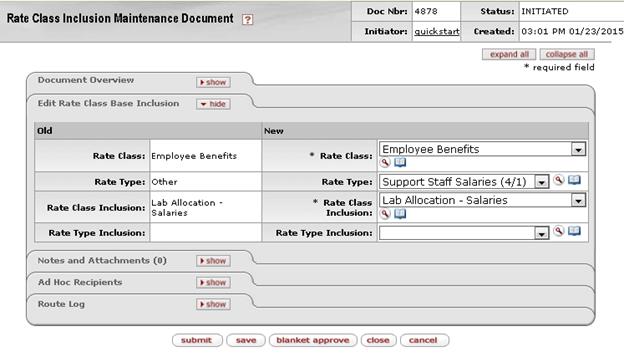 Rate Class Inclusion Maintenance Document ?
Doc Nbr: 4878 Status: INITIATED
Initiator: quickstart Created: 03:01 PM 01/23/2015
expand all collapse all
* required field
Document Overview show
Edit Rate Class Base Inclusion hide
Old New
Rate Class: Employee Benefits * Rate Class: Employee Benefits
Rate Type: Other Rate Type: Support Staff Salaries (4/1)
Rate Class Inclusion: Lab Allocation - Salaries * Rate Class Inclusion: Lab Allocation - Salaries
Rate Type Inclusion: Rate Type Inclusion:
Notes and Attachments (0) show
Ad Hoc Recipients show
Route Log show
submit save blanket approve close cancel